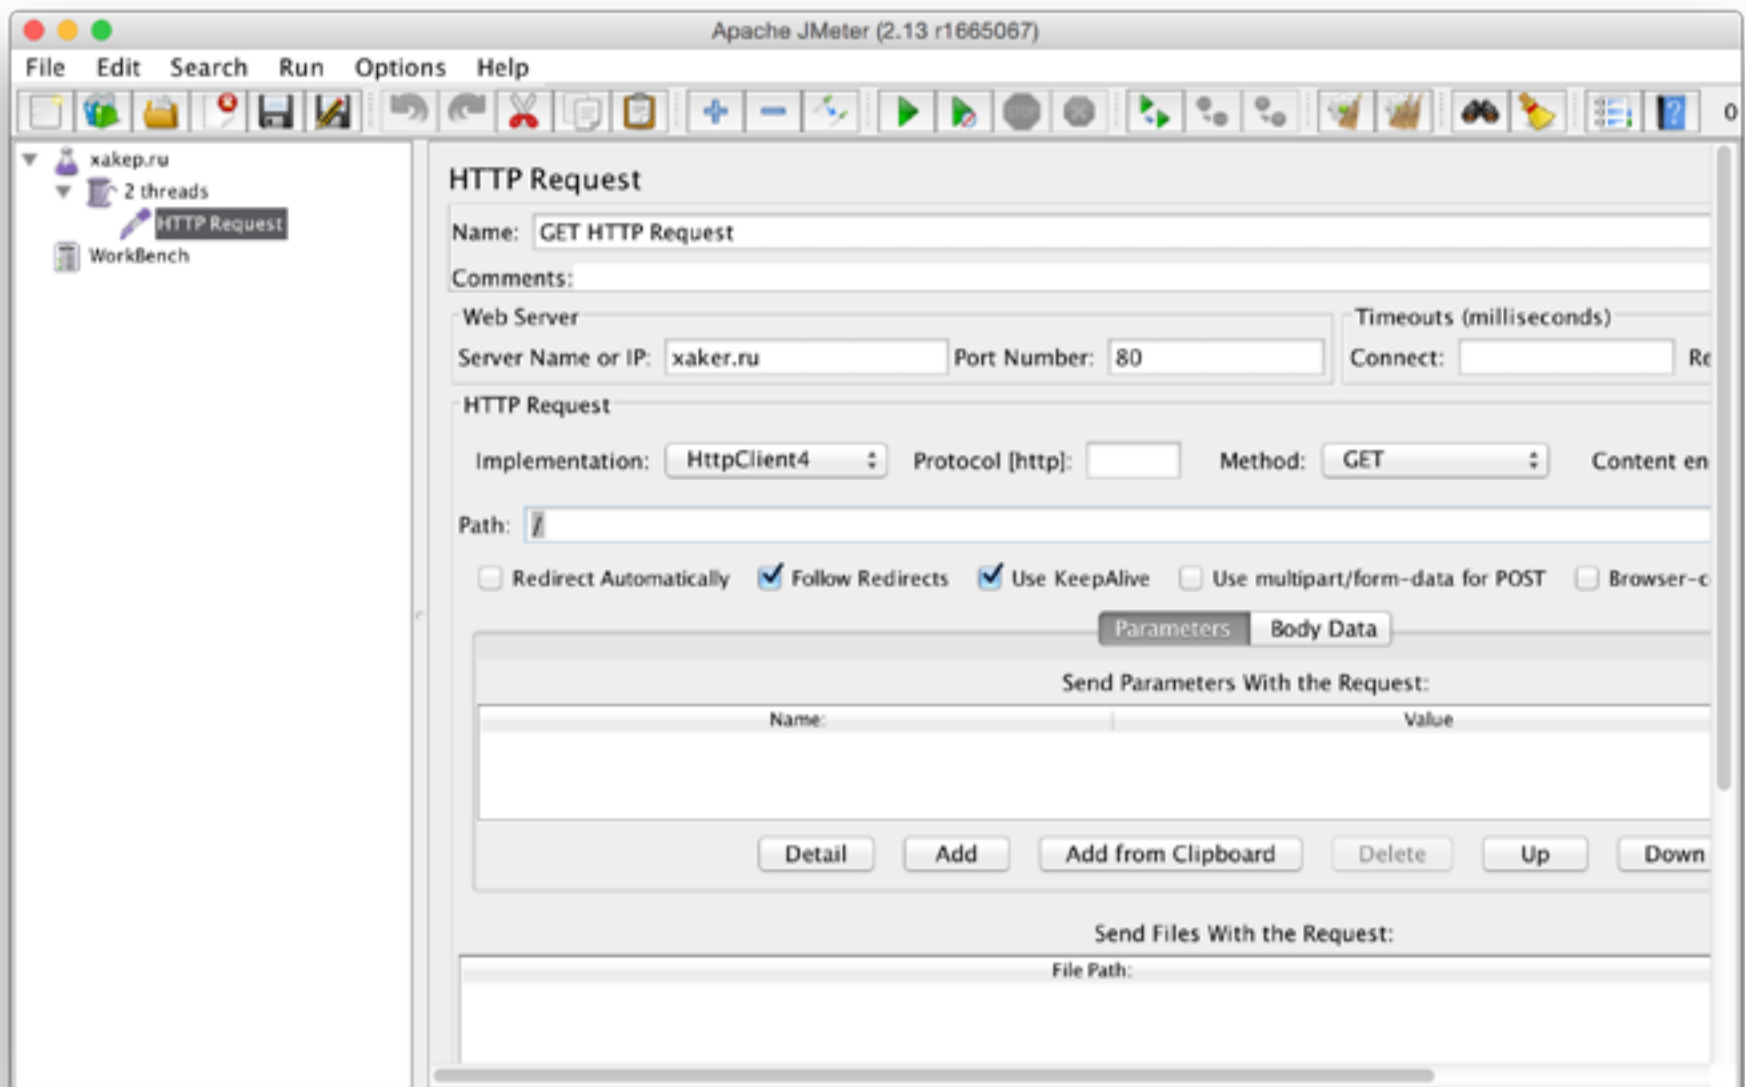 Apache JMeter (2.13 r1665067)
File Edit Search Run Options Help
0
xakep.ru
2 threads
HTTP Request
WorkBench
HTTP Request
Name: GET HTTP Request
Comments:
Web Server
Timeouts (milliseconds)
Server Name or IP: xaker.ru Port Number: 80
Connect: Re
HTTP Request
Implementation: HttpClient4 Protocol [http]: Method: GET Content en
Path: /
Redirect Automatically Follow Redirects Use KeepAlive Use multipart/form-data for POST Browser-c
Parameters Body Data
Send Parameters With the Request:
Name: Value
Detail Add Add from Clipboard Delete Up Down
Send Files With the Request:
File Path: